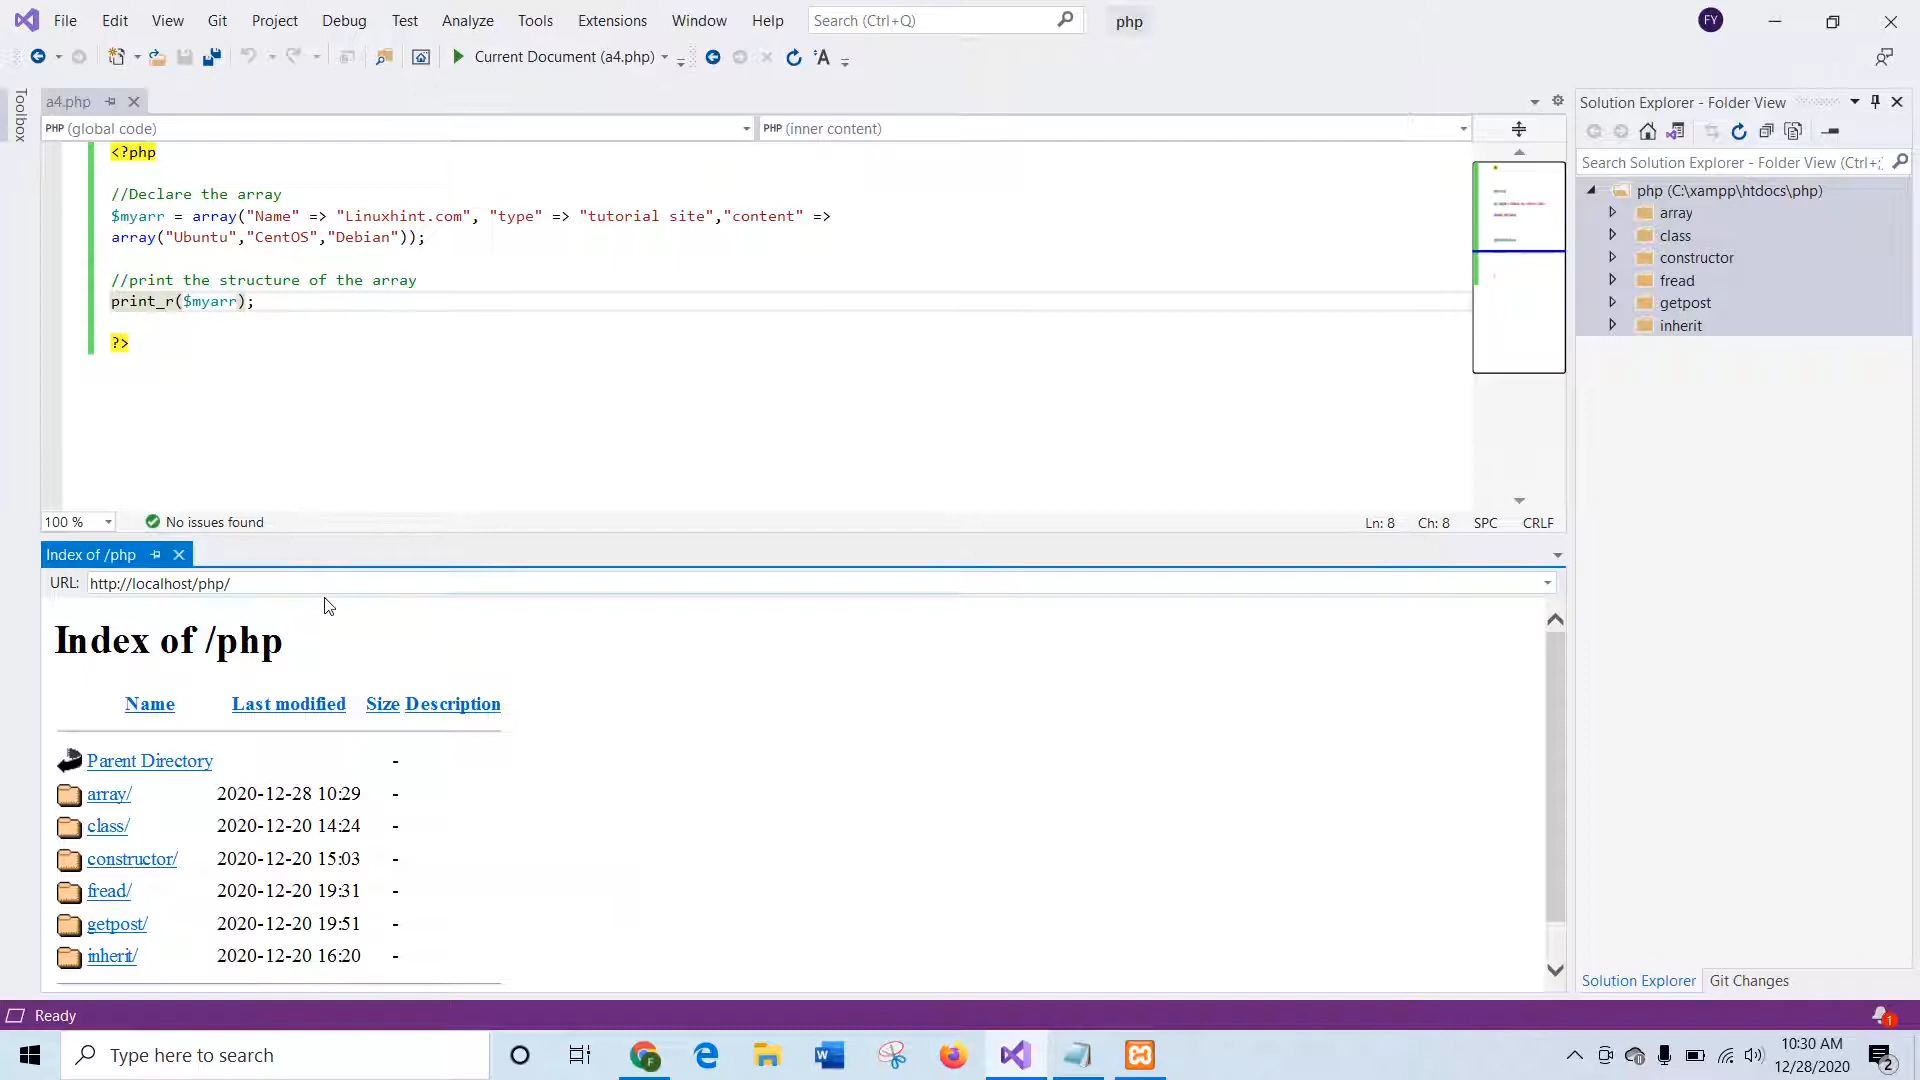 File Edit View Git Project Debug Test Analyze Tools Extensions Window Help Search (Ctrl+Q) php FY
Current Document (a4.php)
Toolbox
a4.php
PHP (global code) PHP (inner content)
<?php
//Declare the array
$myarr = array("Name" => "Linuxhint.com", "type" => "tutorial site","content" =>
array("Ubuntu","CentOS","Debian"));
//print the structure of the array
print_r($myarr);
?>
100 % No issues found Ln: 8 Ch: 8 SPC CRLF
Index of /php
URL: http://localhost/php/
Index of /php
Name Last modified Size Description
Parent Directory -
array/ 2020-12-28 10:29 -
class/ 2020-12-20 14:24 -
constructor/ 2020-12-20 15:03 -
fread/ 2020-12-20 19:31 -
getpost/ 2020-12-20 19:51 -
inherit/ 2020-12-20 16:20 -
Solution Explorer - Folder View
Search Solution Explorer - Folder View (Ctrl+;
php (C:\xampp\htdocs\php)
array
class
constructor
fread
getpost
inherit
Solution Explorer Git Changes
Ready 1
Type here to search
10:30 AM
12/28/2020
2